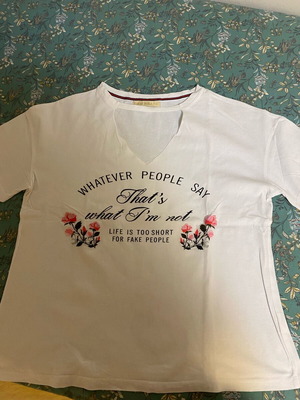 WHATEVER PEOPLE SAY
That's
what I'm not
LIFE IS TOO SHORT
FOR FAKE PEOPLE